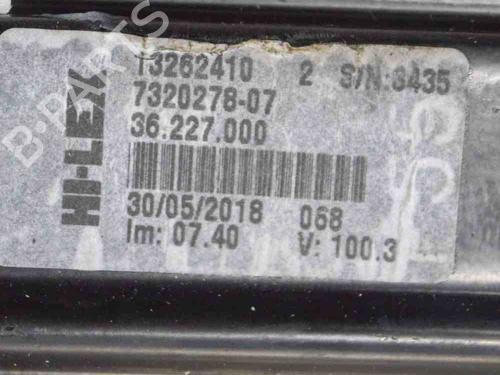 HI-LEX
13262410 2 S/N:3435
7320278-07
36.227.000
30/05/2018 068
Im: 07.40 V: 100.3
B-PARTS